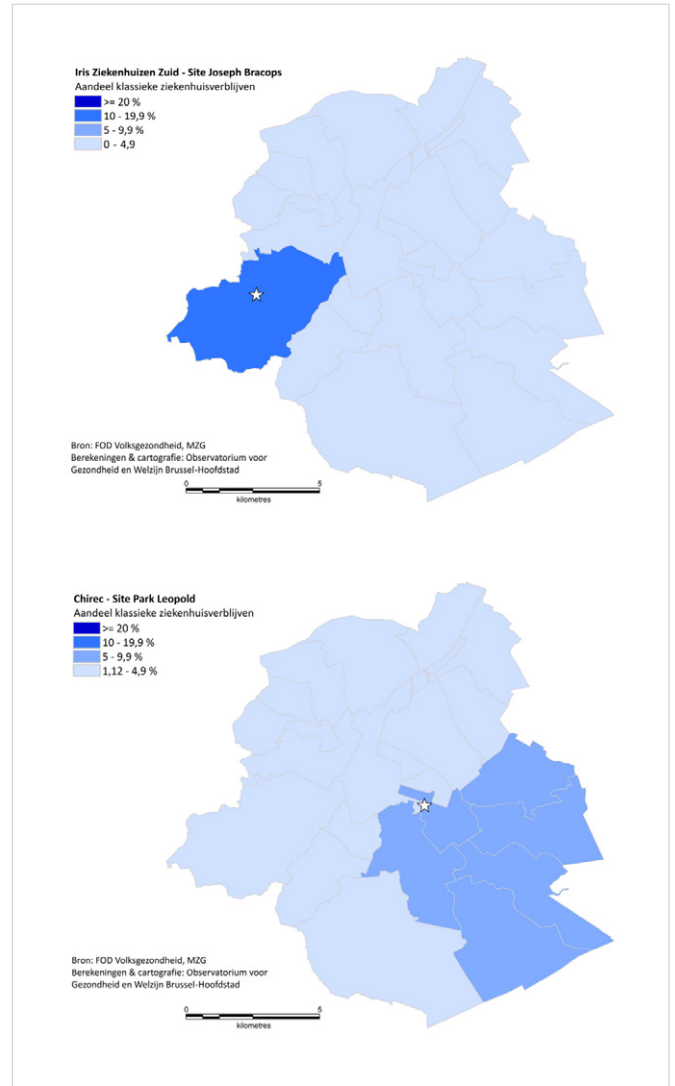 Iris Ziekenhuizen Zuid - Site Joseph Bracops
Aandeel klassieke ziekenhuisverblijven
>= 20 %
10 - 19,9 %
5 - 9,9 %
0 - 4,9
Bron: FOD Volksgezondheid, MZG
Berekeningen & cartografie: Observatorium voor
Gezondheid en Welzijn Brussel-Hoofdstad
0 5
kilometres
Chirec - Site Park Leopold
Aandeel klassieke ziekenhuisverblijven
>= 20 %
10 - 19,9 %
5 - 9,9 %
1,12 - 4,9 %
Bron: FOD Volksgezondheid, MZG
Berekeningen & cartografie: Observatorium voor
Gezondheid en Welzijn Brussel-Hoofdstad
0 5
kilometres